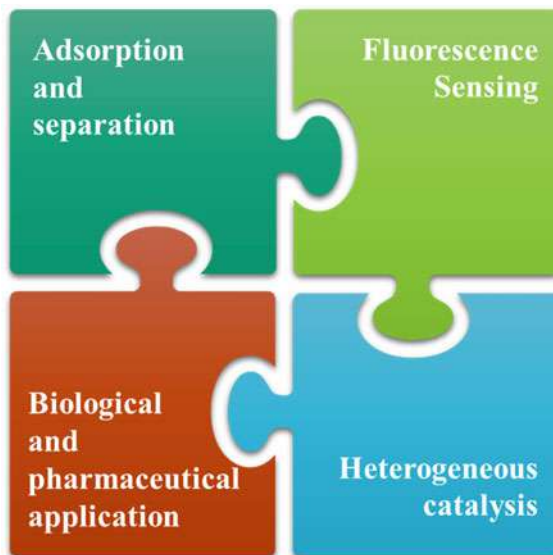 Adsorption
and
separation
Fluorescence
Sensing
Biological
and
pharmaceutical
application
Heterogeneous
catalysis